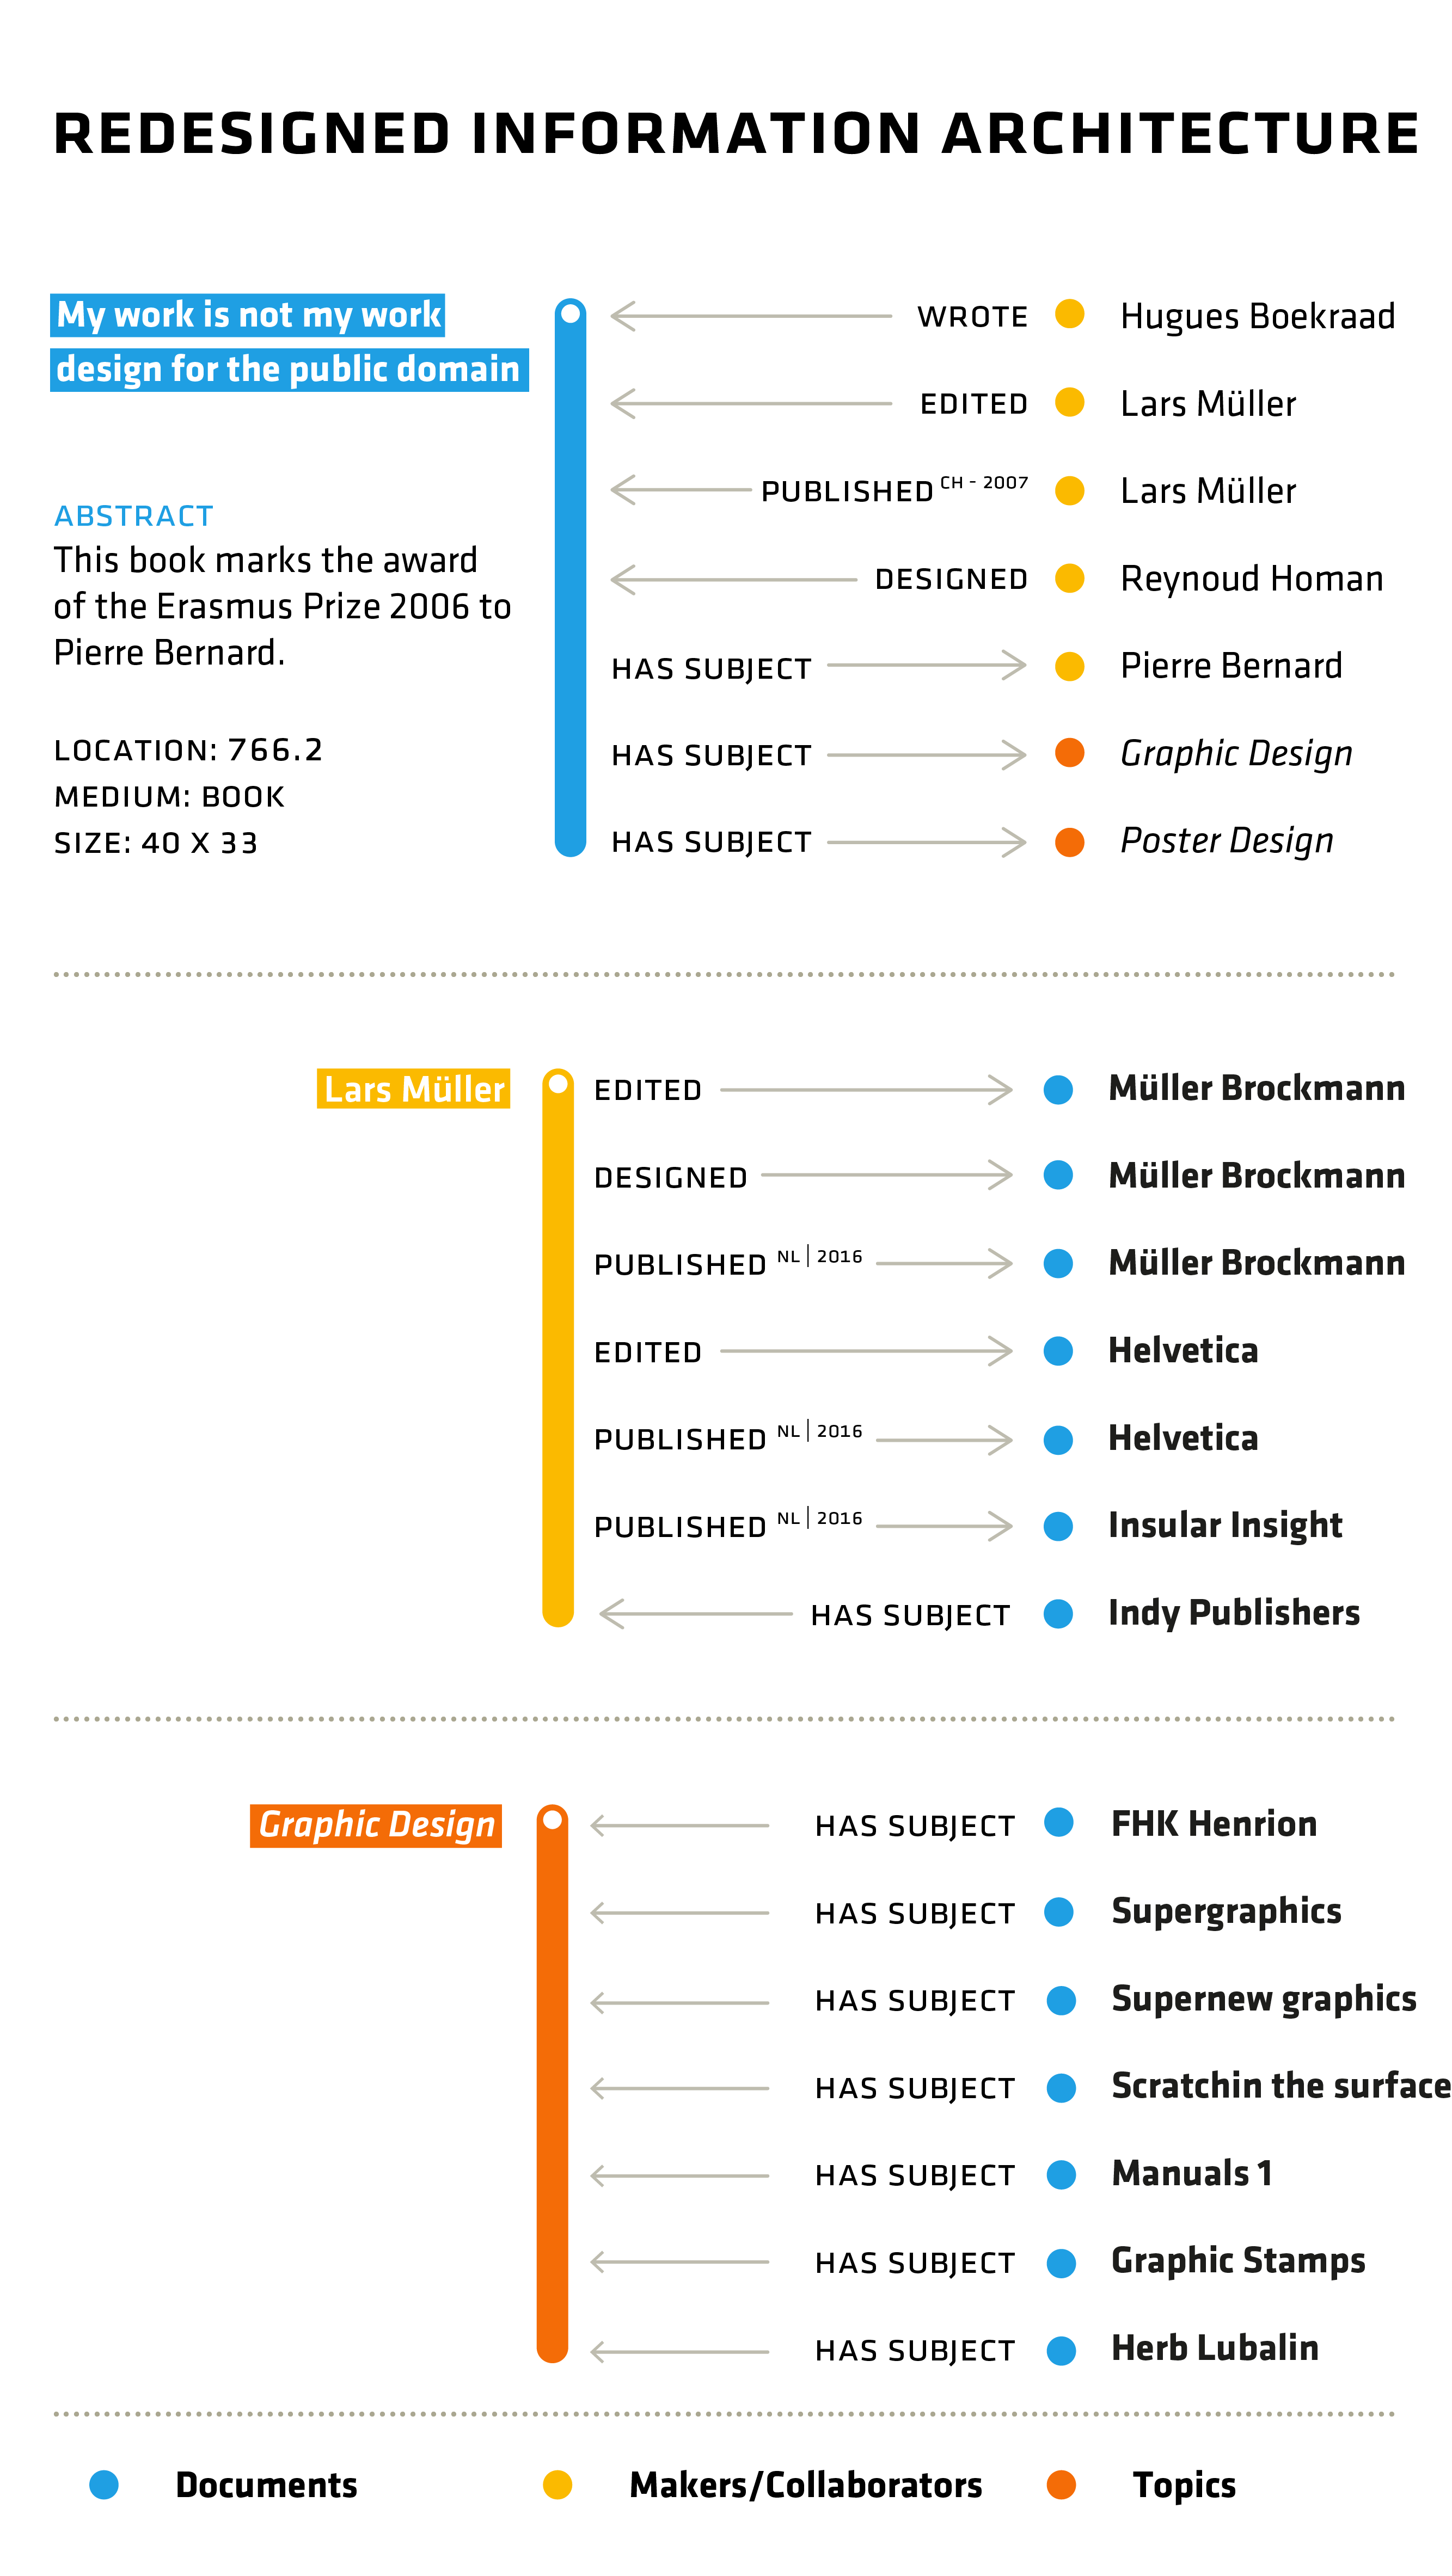 REDESIGNED INFORMATION ARCHITECTURE
My work is not my work
design for the public domain
ABSTRACT
This book marks the award
of the Erasmus Prize 2006 to
Pierre Bernard.
LOCATION: 766.2
MEDIUM: BOOK
SIZE: 40 X 33
WROTE Hugues Boekraad
EDITED Lars Müller
PUBLISHED CH - 2007 Lars Müller
DESIGNED Reynoud Homan
HAS SUBJECT Pierre Bernard
HAS SUBJECT Graphic Design
HAS SUBJECT Poster Design
Lars Müller
EDITED Müller Brockmann
DESIGNED Müller Brockmann
PUBLISHED NL | 2016 Müller Brockmann
EDITED Helvetica
PUBLISHED NL | 2016 Helvetica
PUBLISHED NL | 2016 Insular Insight
HAS SUBJECT Indy Publishers
Graphic Design
HAS SUBJECT FHK Henrion
HAS SUBJECT Supergraphics
HAS SUBJECT Supernew graphics
HAS SUBJECT Scratchin the surface
HAS SUBJECT Manuals 1
HAS SUBJECT Graphic Stamps
HAS SUBJECT Herb Lubalin
Documents Makers/Collaborators Topics